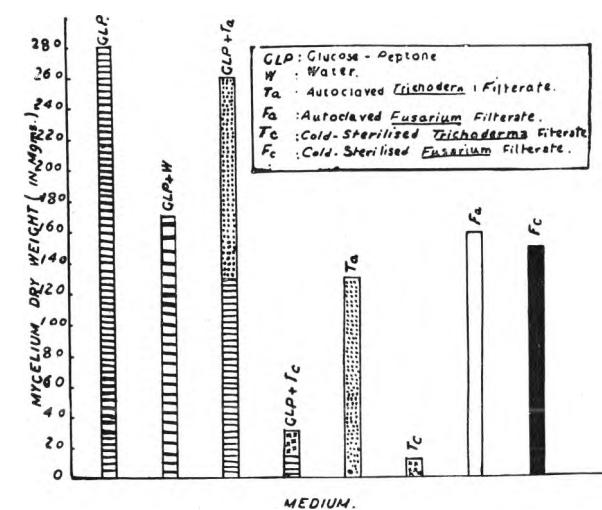 GLP : Glucose - Peptone
W : Water.
Ta . Autoclaved Trichoderm Filterate.
Fa : Autoclaved Fusarium Filterate.
Tc : Cold-Sterilised Trichoderma Filterate
Fc : Cold-Sterilised Fusarium Filterate.
GLP.
GLP+W
GLP+Ta
GLP+Tc
Ta
Tc
Fa
Fc
280
260
240
220
200
180
160
140
120
100
80
60
40
20
0
MYCELIUM DRY WEIGHT (IN Mgms.)
MEDIUM.